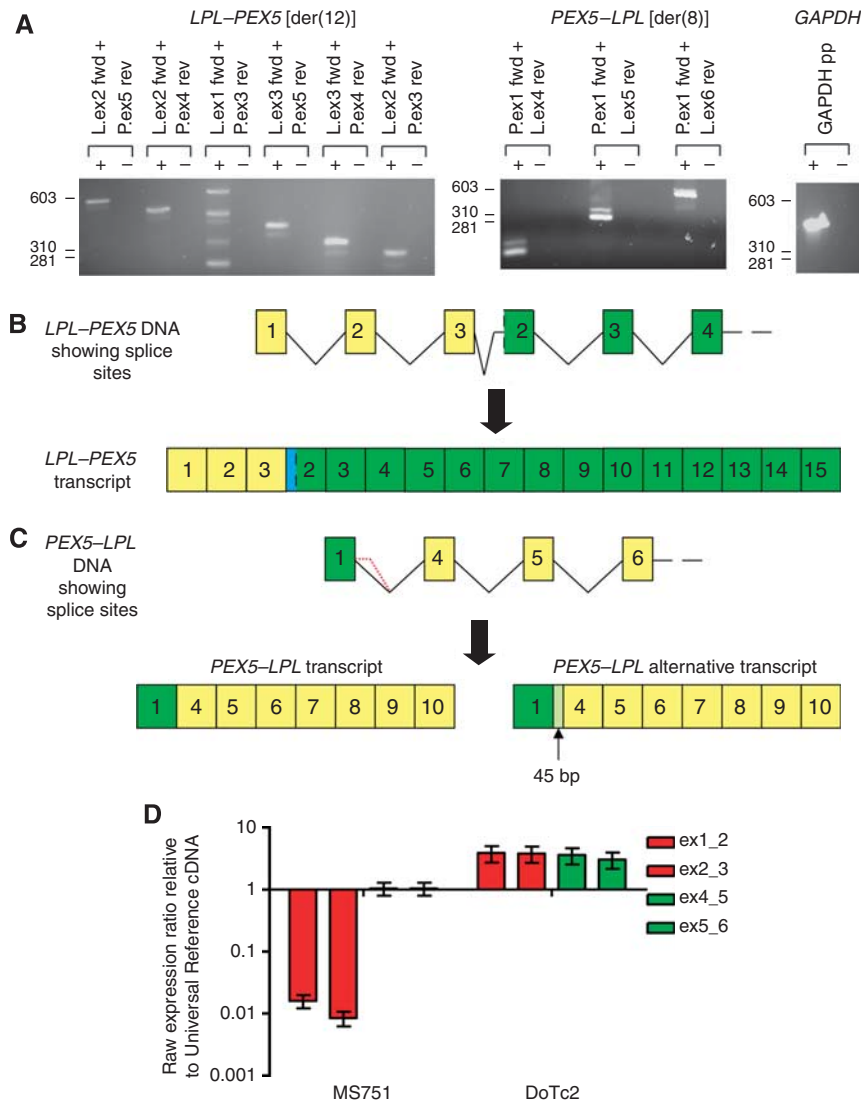 A
LPL–PEX5 [der(12)]
PEX5–LPL [der(8)]
GAPDH
L.ex2 fwd +
P.ex5 rev
L.ex2 fwd +
P.ex4 rev
L.ex1 fwd +
P.ex3 rev
L.ex3 fwd +
P.ex5 rev
L.ex3 fwd +
P.ex4 rev
L.ex2 fwd +
P.ex3 rev
P.ex1 fwd +
L.ex4 rev
P.ex1 fwd +
L.ex5 rev
P.ex1 fwd +
L.ex6 rev
GAPDH pp
+ – + – + – + – + – + –
+ – + – + –
+ –
603 –
310 –
281 –
603 –
310 –
281 –
603 –
310 –
281 –
B
LPL–PEX5 DNA
showing splice
sites
1 2 3 2 3 4
LPL–PEX5
transcript
1 2 3 2 3 4 5 6 7 8 9 10 11 12 13 14 15
C
PEX5–LPL
DNA
showing
splice sites
1 4 5 6
PEX5–LPL transcript
1 4 5 6 7 8 9 10
PEX5–LPL alternative transcript
1 4 5 6 7 8 9 10
45 bp
D
Raw expression ratio relative
to Universal Reference cDNA
10
1
0.1
0.01
0.001
MS751
DoTc2
ex1_2
ex2_3
ex4_5
ex5_6